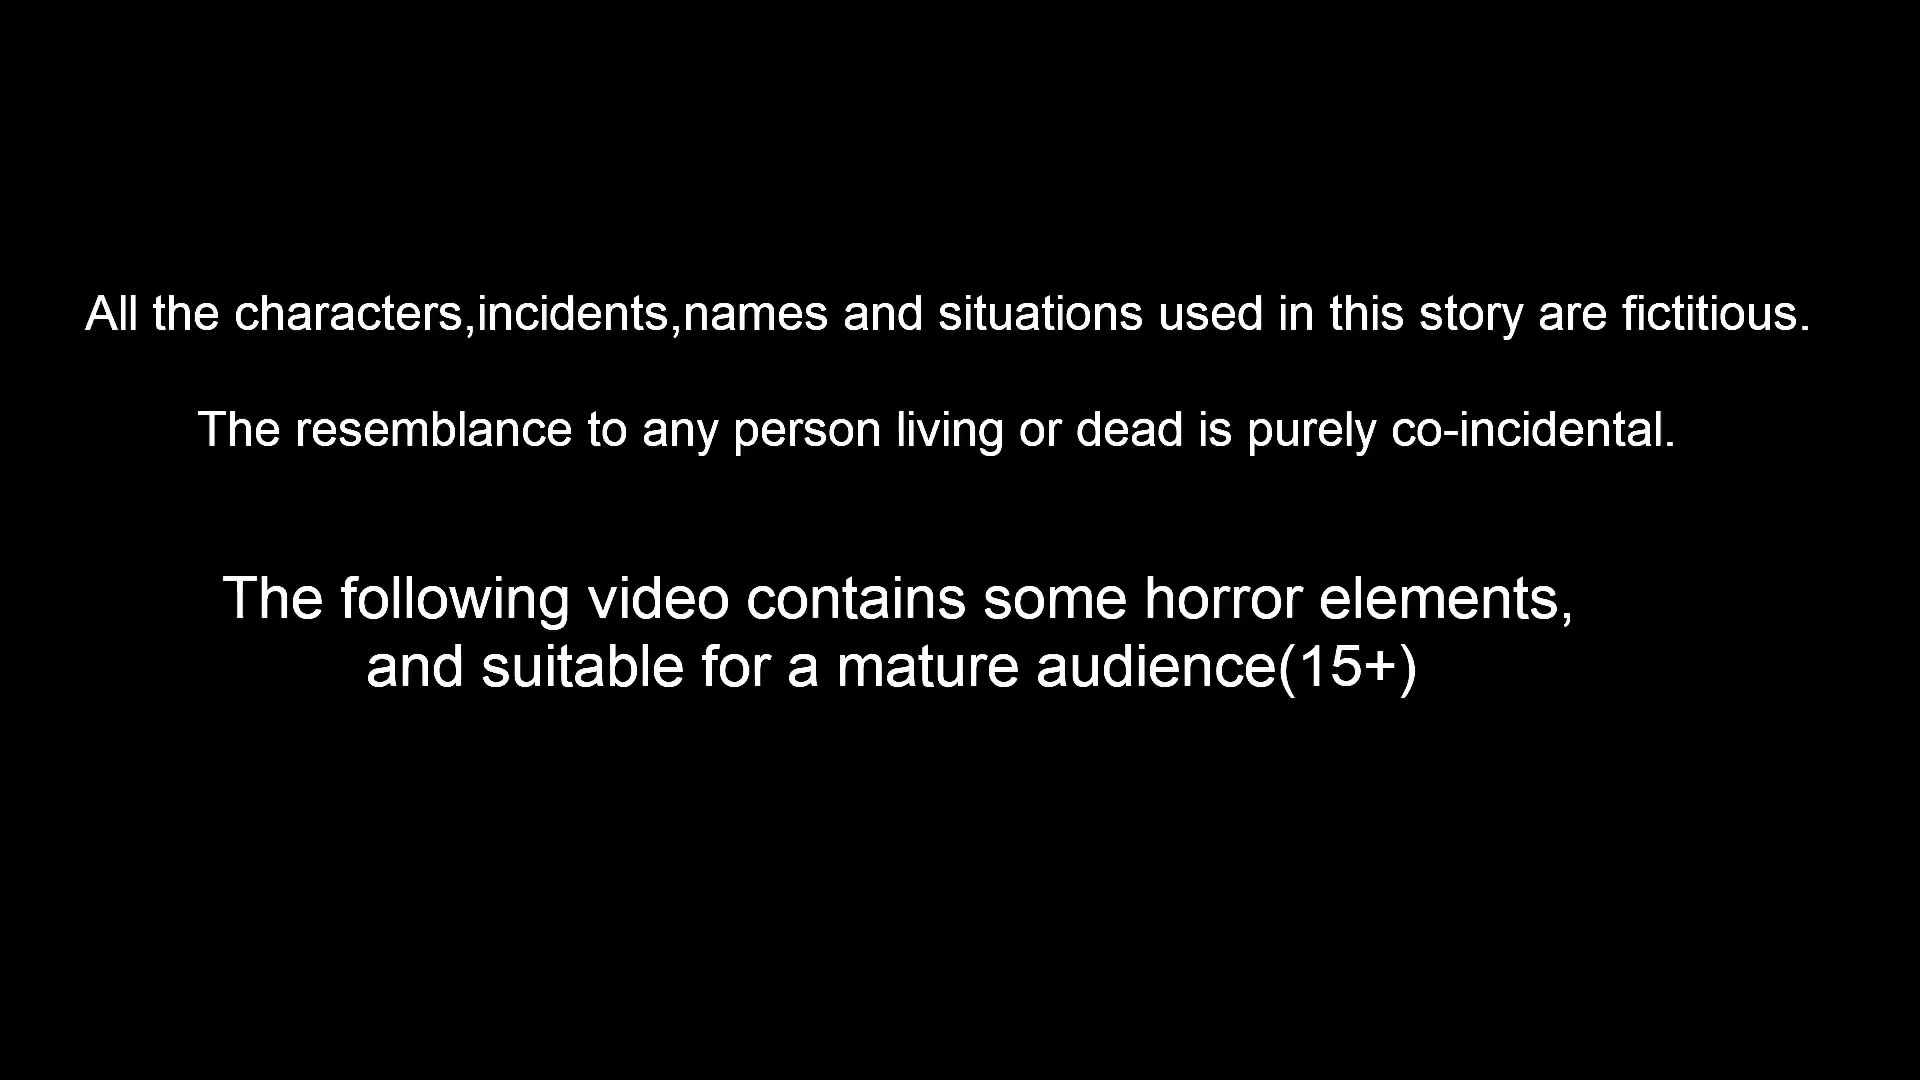 All the characters,incidents,names and situations used in this story are fictitious.
The resemblance to any person living or dead is purely co-incidental.
The following video contains some horror elements,
and suitable for a mature audience(15+)